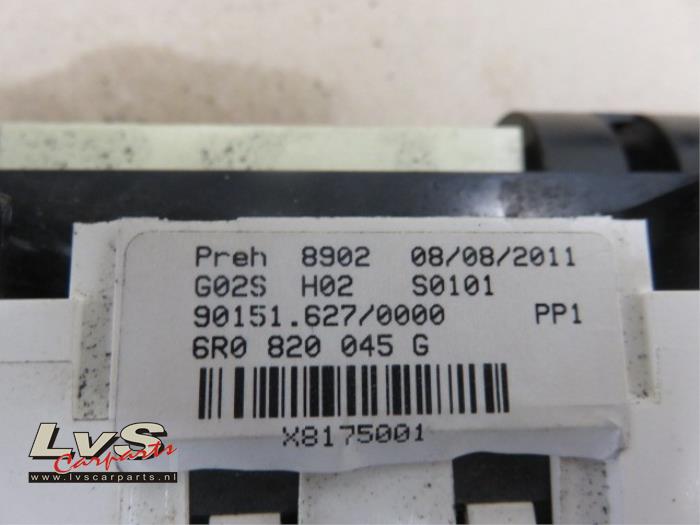 Preh 8902 08/08/2011
G02S H02 S0101
90151.627/0000 PP1
6R0 820 045 G
X8175001
LvS
Carparts
www.lvscarparts.nl